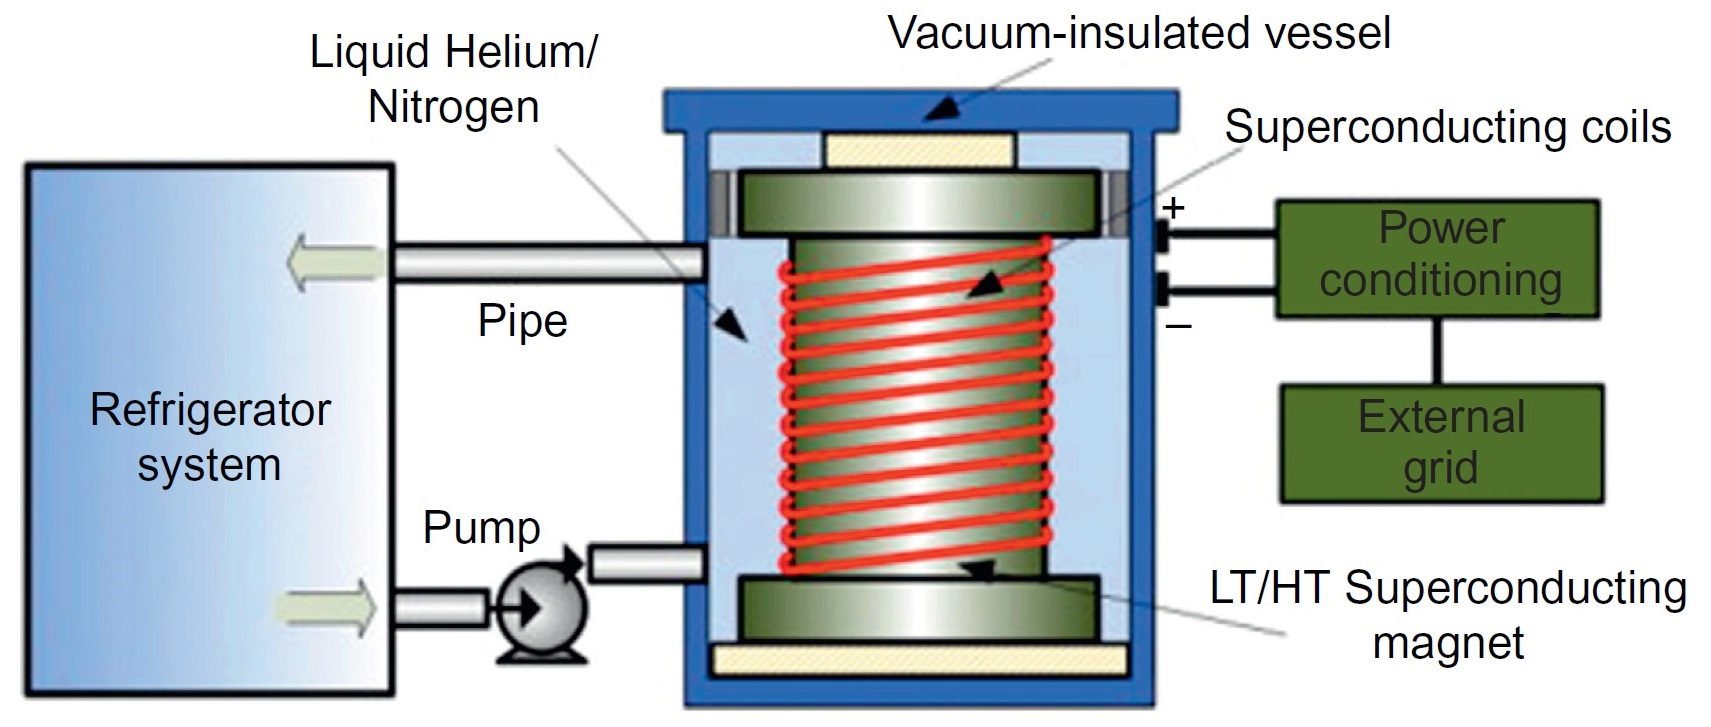 Liquid Helium/
Nitrogen
Vacuum-insulated vessel
Superconducting coils
+
–
Power
conditioning
External
grid
Pipe
Refrigerator
system
Pump
LT/HT Superconducting
magnet